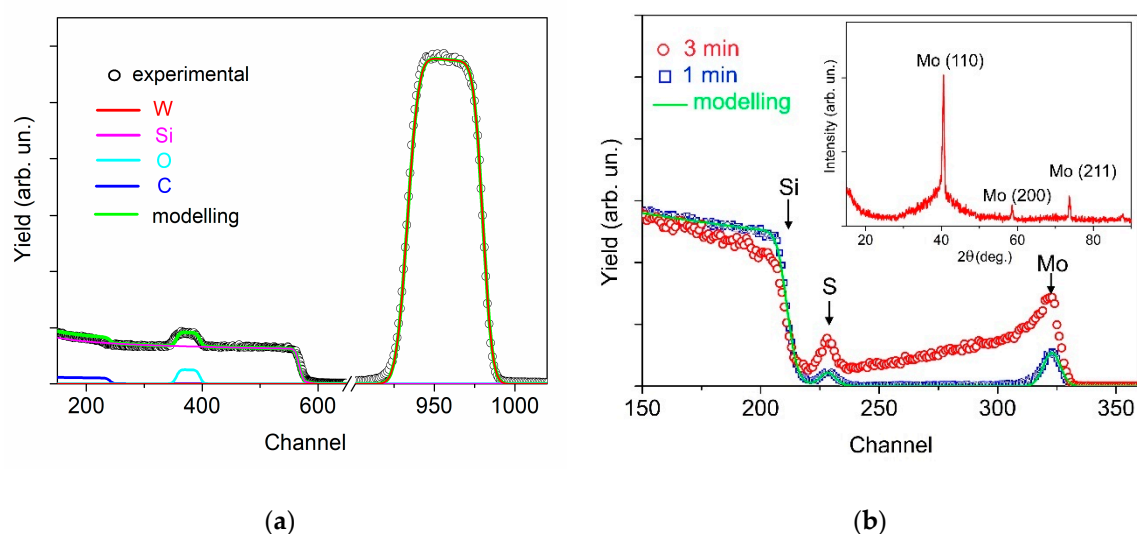 Yield (arb. un.)
experimental
W
Si
O
C
modelling
200
400
600
950
1000
Channel
(a)
Yield (arb. un.)
3 min
1 min
modelling
Si
S
Mo
150
200
250
300
350
Channel
Intensity (arb. un.)
Mo (110)
Mo (200)
Mo (211)
20
40
60
80
2θ (deg.)
(b)